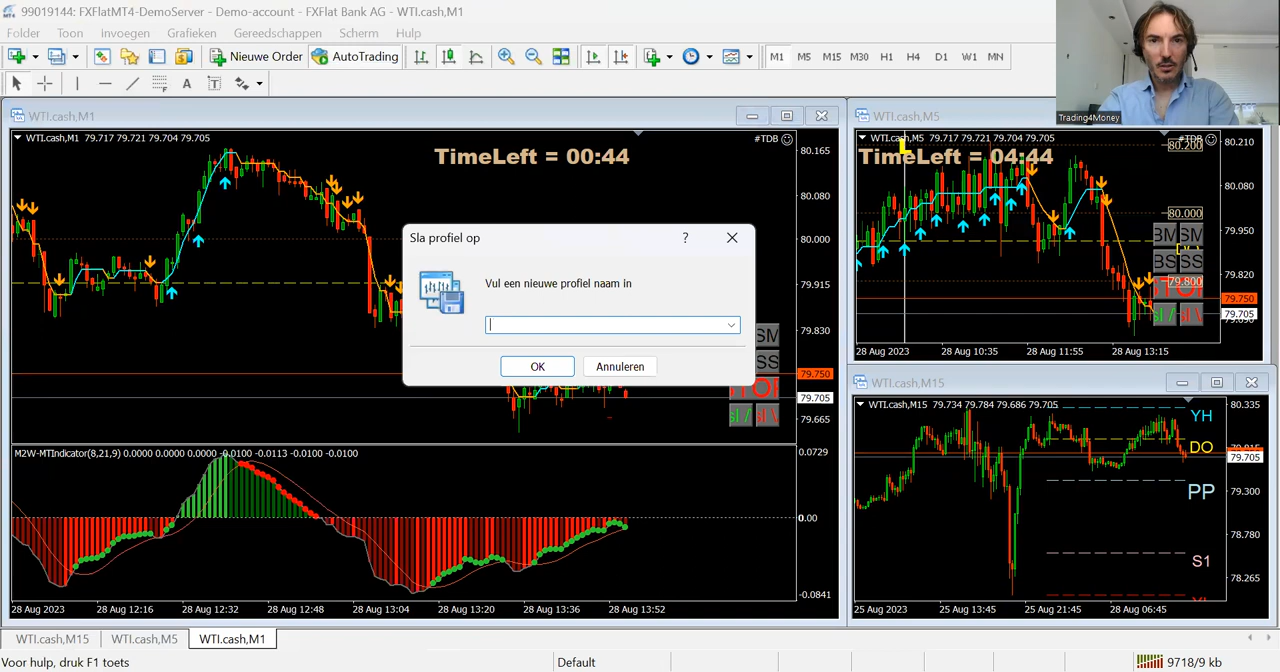 99019144: FXFlatMT4-DemoServer - Demo-account - FXFlat Bank AG - WTI.cash,M1
Folder Toon Invoegen Grafieken Gereedschappen Scherm Hulp
Nieuwe Order AutoTrading M1 M5 M15 M30 H1 H4 D1 W1 MN
A T
Trading4Money
WTI.cash,M1
WTI.cash,M1 79.717 79.721 79.704 79.705
#TDB
TimeLeft = 00:44
80.165
80.080
80.000
79.915
79.830
79.750
79.705
79.665
SM
SS
STOP
sl /
sl \
Sla profiel op
?
Vul een nieuwe profiel naam in
OK Annuleren
M2W-MTIndicator(8,21,9) 0.0000 0.0000 0.0000 -0.0100 -0.0113 -0.0100 -0.0100
0.0729
0.00
-0.0841
28 Aug 2023 28 Aug 12:16 28 Aug 12:32 28 Aug 12:48 28 Aug 13:04 28 Aug 13:20 28 Aug 13:36 28 Aug 13:52
WTI.cash,M5
WTI.cash,M5 79.717 79.721 79.704 79.705
#TDB
TimeLeft = 04:44
80.200
80.000
79.800
BM SM
BS SS
STOP
sl / sl \
80.210
80.080
79.950
79.820
79.750
79.705
28 Aug 2023 28 Aug 10:35 28 Aug 11:55 28 Aug 13:15
WTI.cash,M15
WTI.cash,M15 79.734 79.784 79.686 79.705
YH
DO
PP
S1
80.335
79.705
79.300
78.780
78.265
25 Aug 2023 25 Aug 13:45 25 Aug 21:45 28 Aug 06:45
WTI.cash,M15 WTI.cash,M5 WTI.cash,M1
Voor hulp, druk F1 toets Default 9718/9 kb